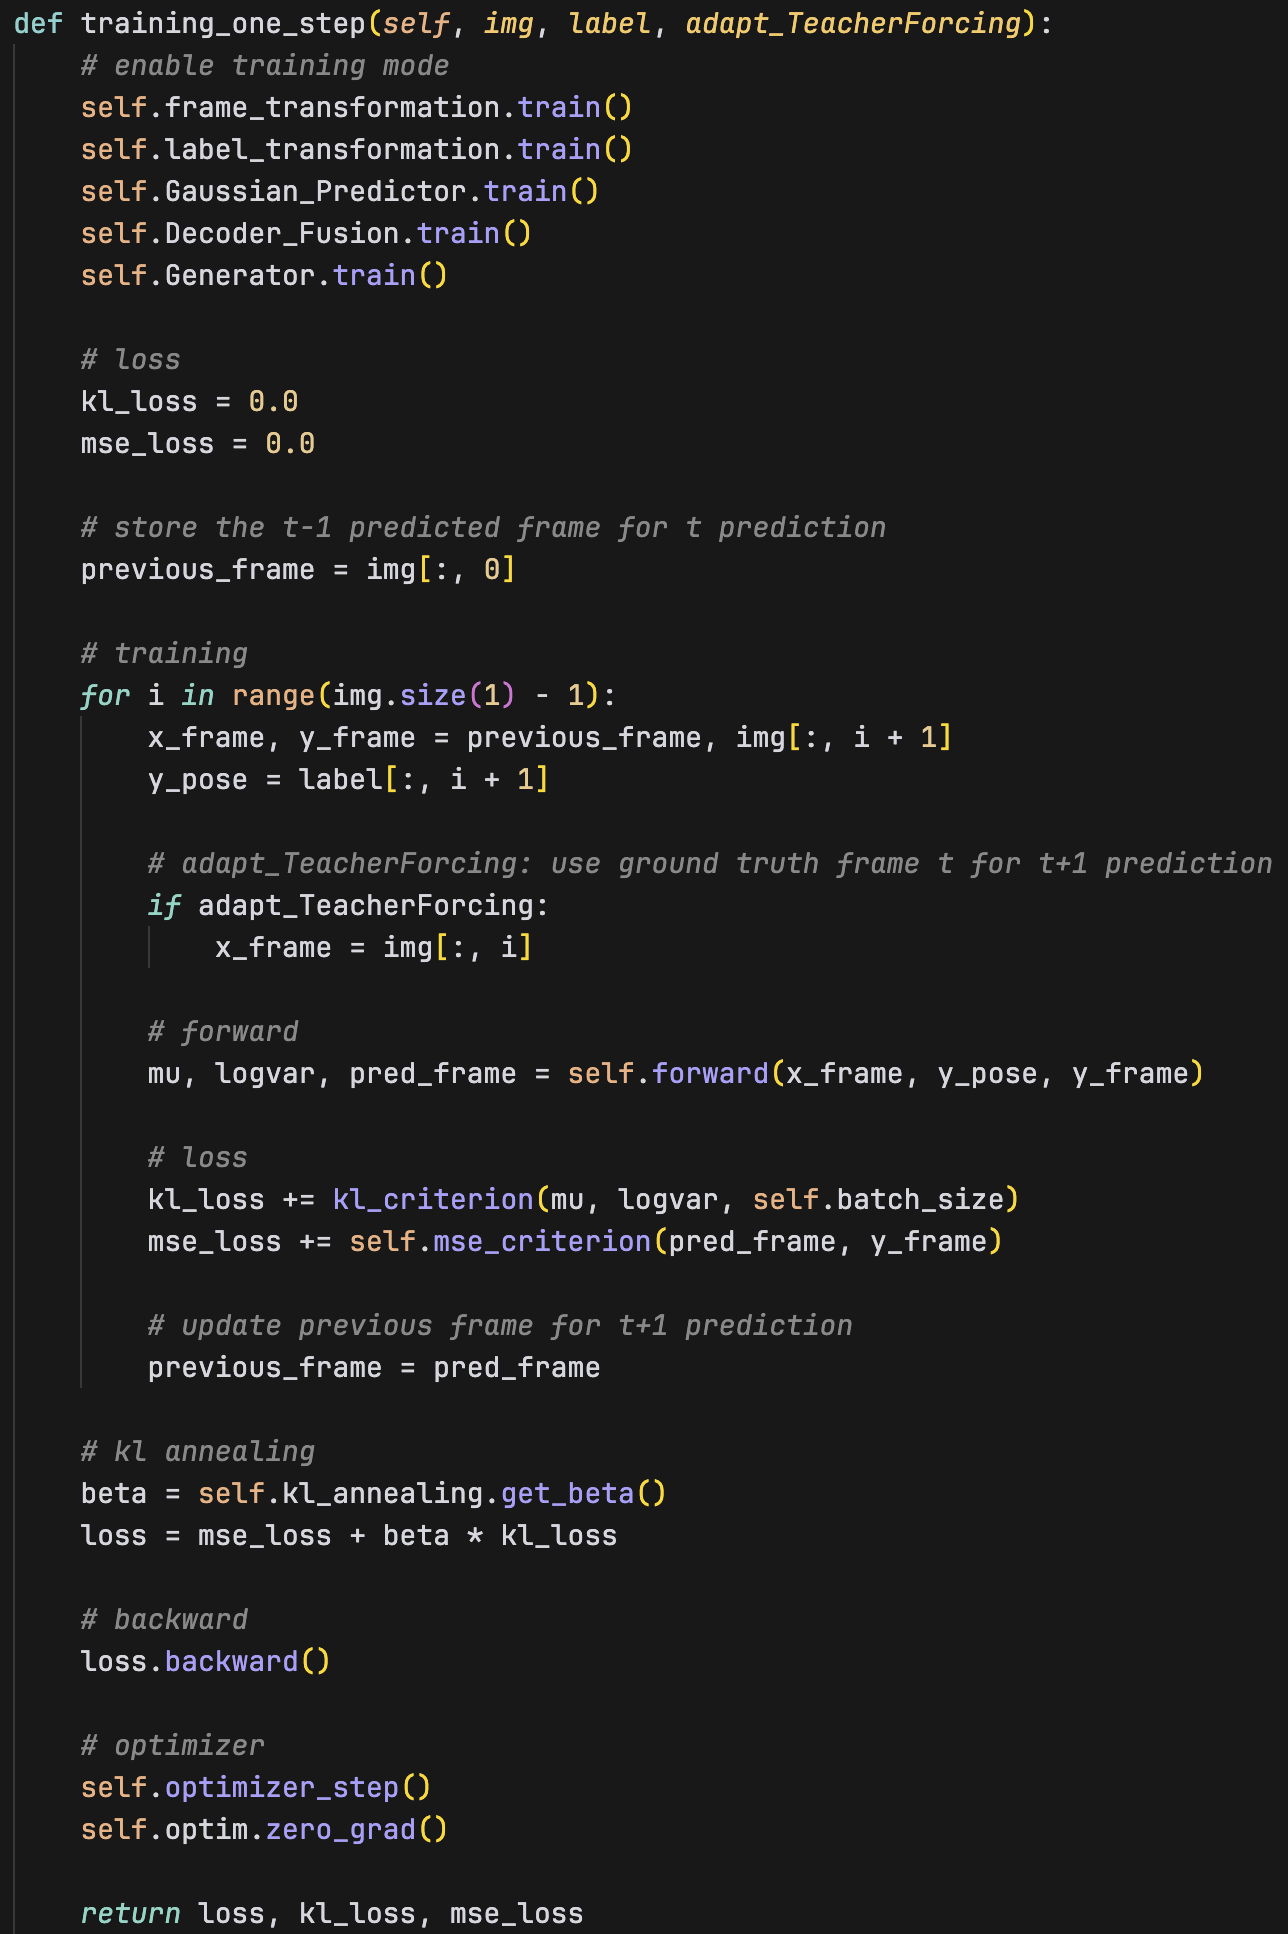 def training_one_step(self, img, label, adapt_TeacherForcing):
    # enable training mode
    self.frame_transformation.train()
    self.label_transformation.train()
    self.Gaussian_Predictor.train()
    self.Decoder_Fusion.train()
    self.Generator.train()

    # loss
    kl_loss = 0.0
    mse_loss = 0.0

    # store the t-1 predicted frame for t prediction
    previous_frame = img[:, 0]

    # training
    for i in range(img.size(1) - 1):
        x_frame, y_frame = previous_frame, img[:, i + 1]
        y_pose = label[:, i + 1]

        # adapt_TeacherForcing: use ground truth frame t for t+1 prediction
        if adapt_TeacherForcing:
            x_frame = img[:, i]

        # forward
        mu, logvar, pred_frame = self.forward(x_frame, y_pose, y_frame)

        # loss
        kl_loss += kl_criterion(mu, logvar, self.batch_size)
        mse_loss += self.mse_criterion(pred_frame, y_frame)

        # update previous frame for t+1 prediction
        previous_frame = pred_frame

    # kl annealing
    beta = self.kl_annealing.get_beta()
    loss = mse_loss + beta * kl_loss

    # backward
    loss.backward()

    # optimizer
    self.optimizer_step()
    self.optim.zero_grad()

    return loss, kl_loss, mse_loss